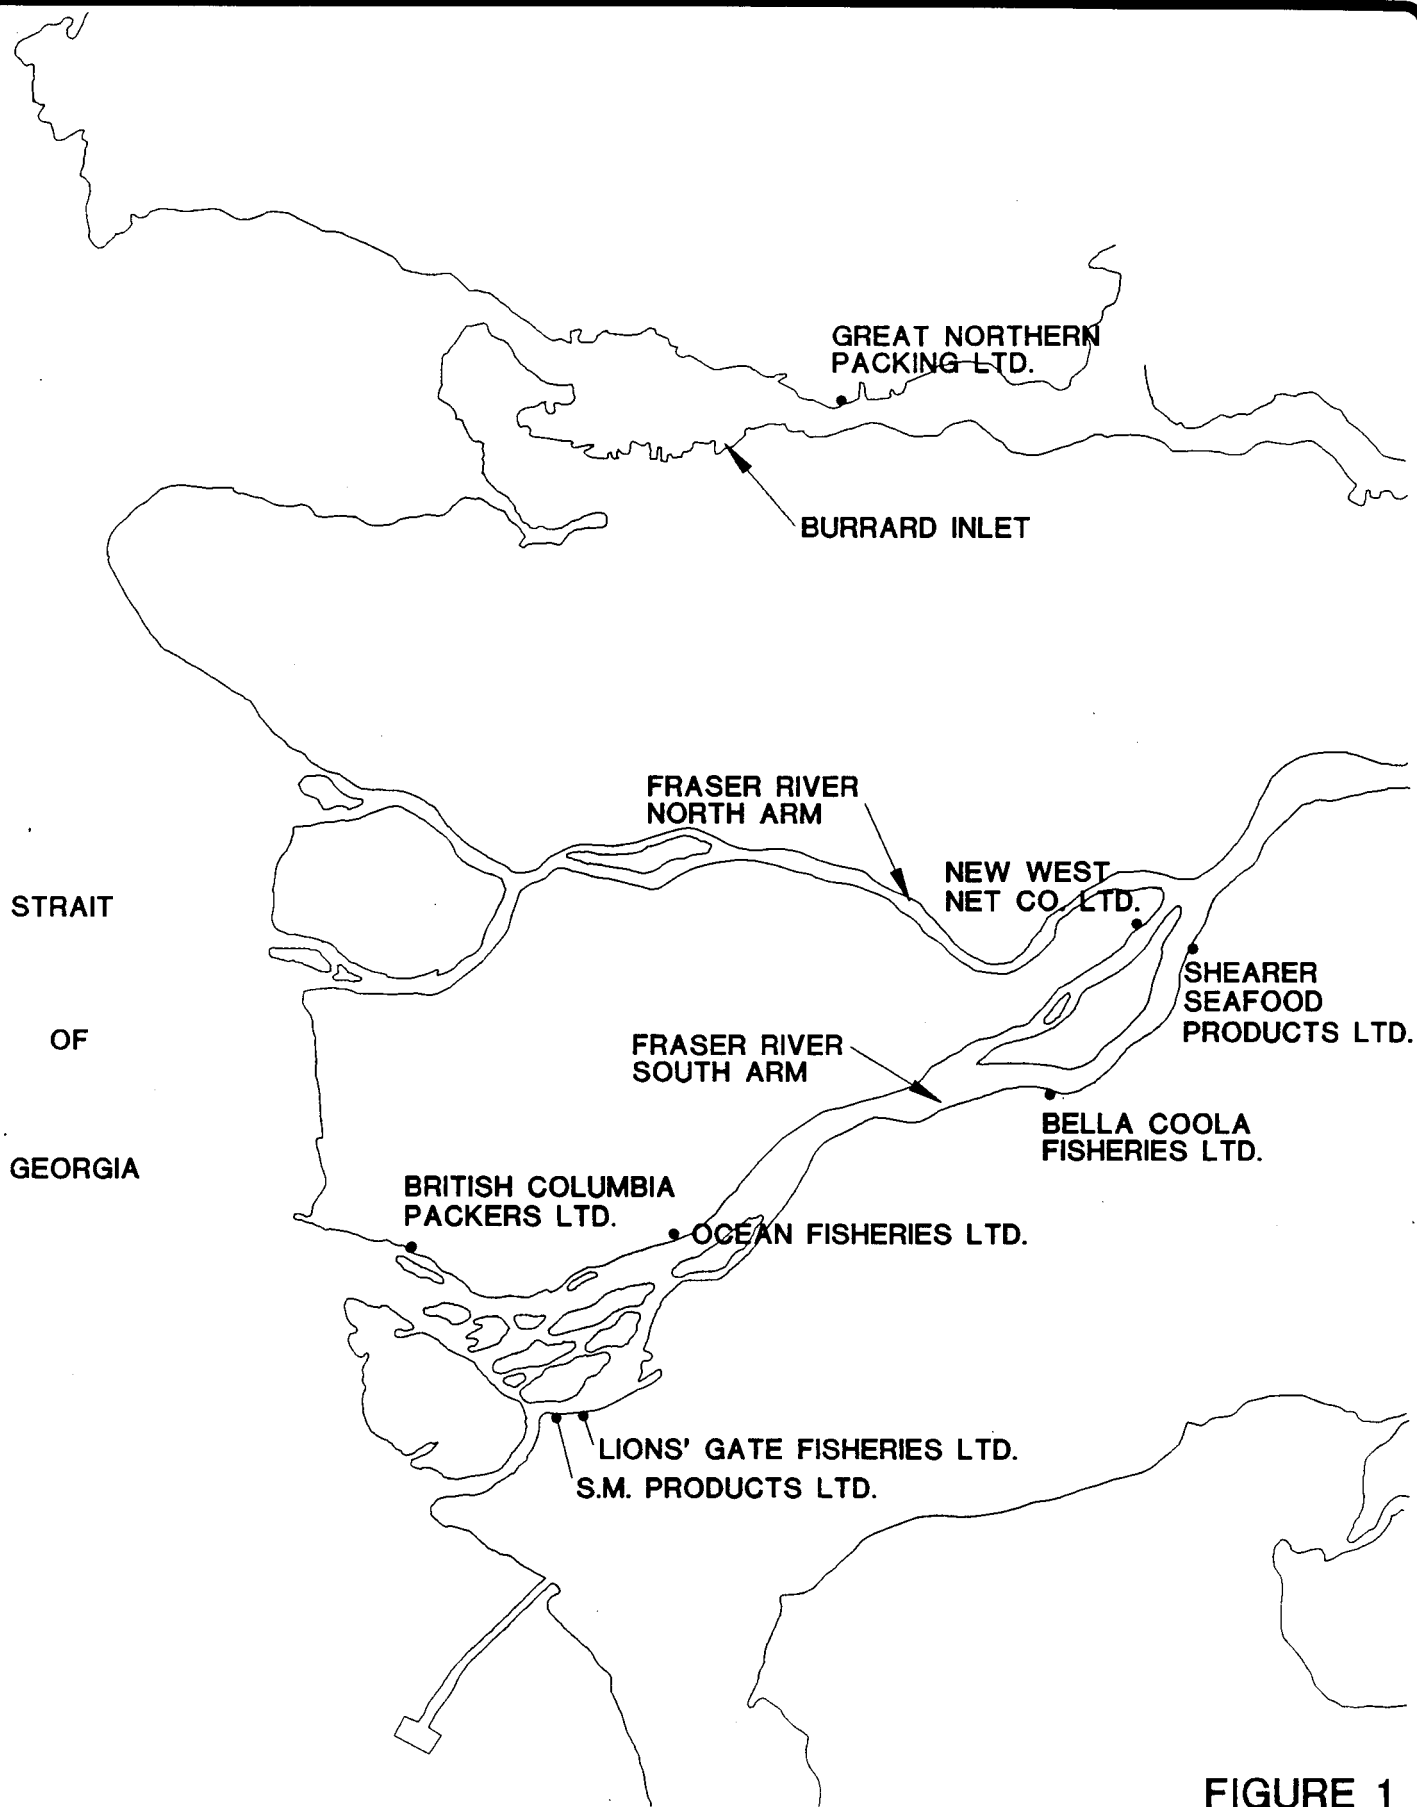 GREAT NORTHERN
PACKING LTD.
BURRARD INLET
FRASER RIVER
NORTH ARM
NEW WEST
NET CO. LTD.
STRAIT
OF
GEORGIA
SHEARER
SEAFOOD
PRODUCTS LTD.
FRASER RIVER
SOUTH ARM
BELLA COOLA
FISHERIES LTD.
BRITISH COLUMBIA
PACKERS LTD.
OCEAN FISHERIES LTD.
LIONS' GATE FISHERIES LTD.
S.M. PRODUCTS LTD.
FIGURE 1